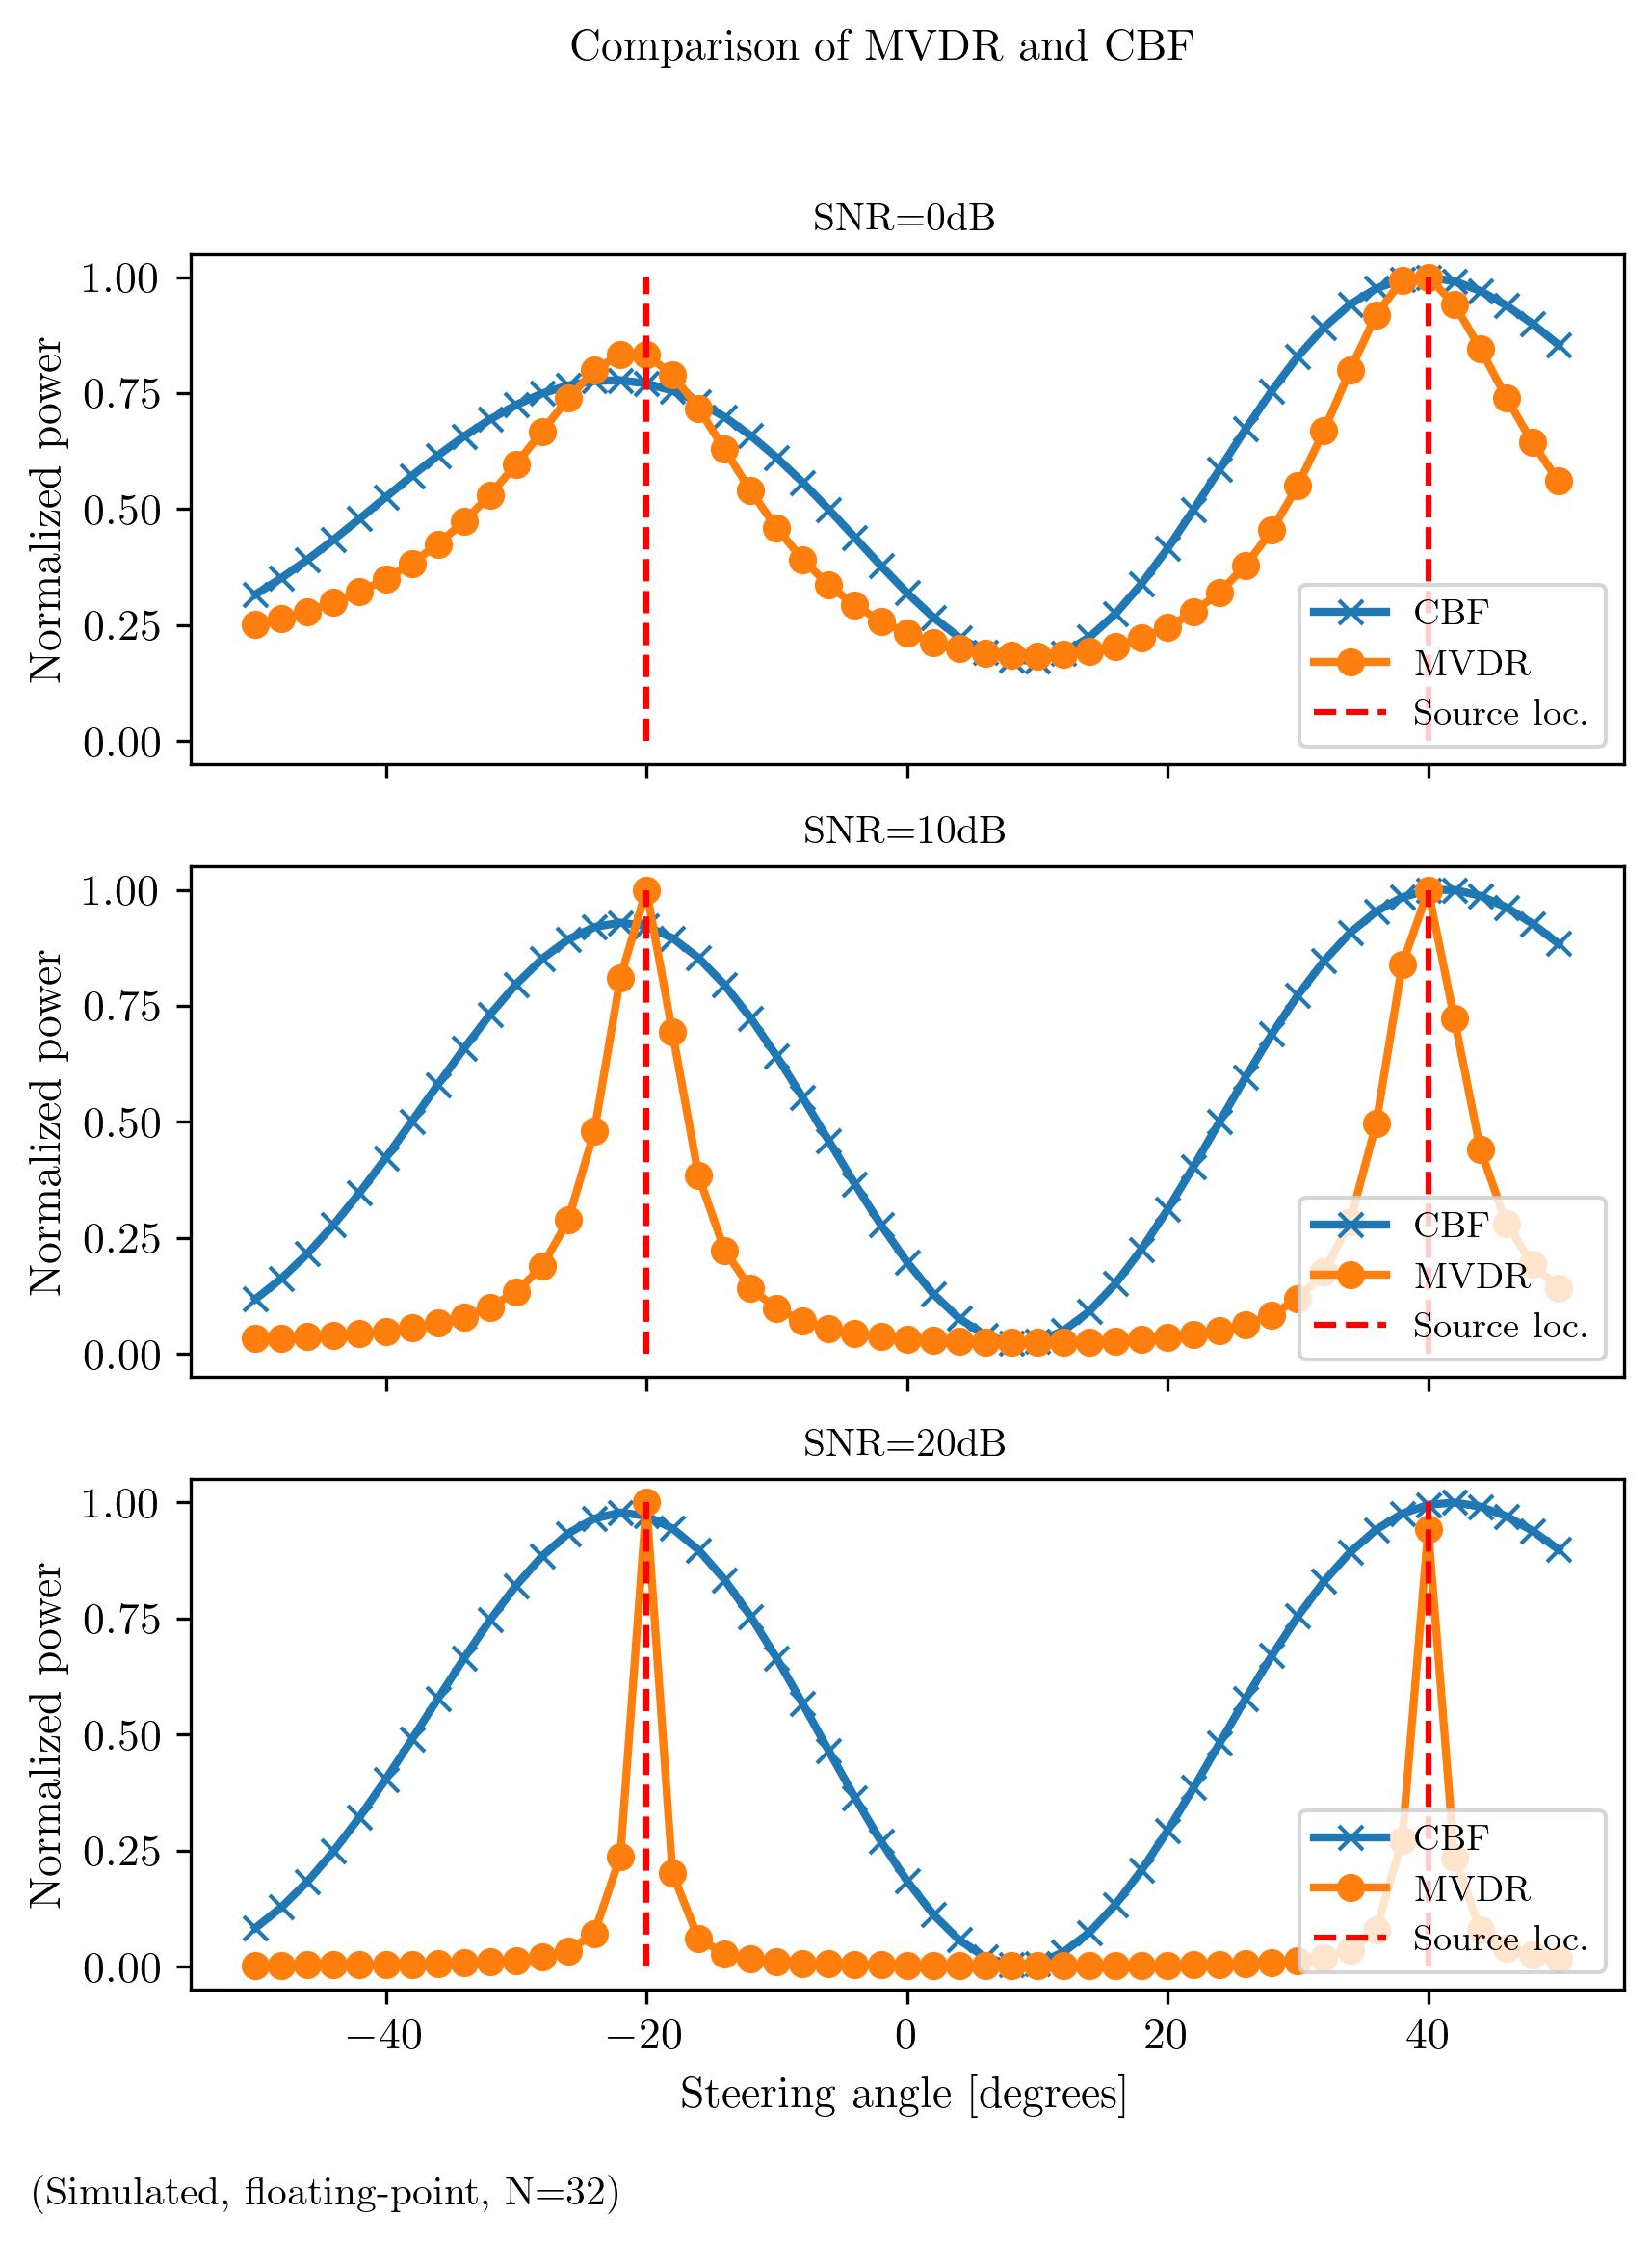 Comparison of MVDR and CBF
SNR=0dB
Normalized power
1.00
0.75
0.50
0.25
0.00
CBF
MVDR
Source loc.
SNR=10dB
Normalized power
1.00
0.75
0.50
0.25
0.00
CBF
MVDR
Source loc.
SNR=20dB
Normalized power
1.00
0.75
0.50
0.25
0.00
CBF
MVDR
Source loc.
−40 −20 0 20 40
Steering angle [degrees]
(Simulated, floating-point, N=32)